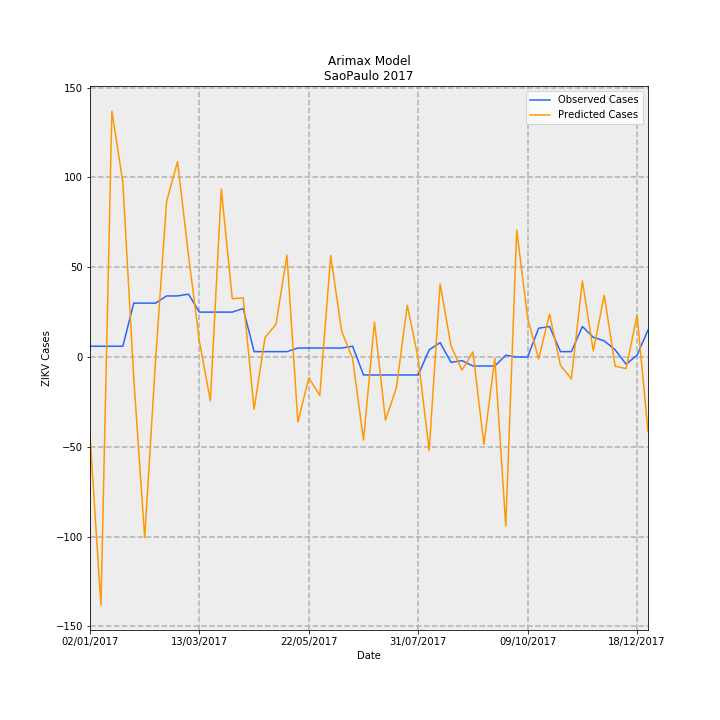 Arimax Model
SaoPaulo 2017
Observed Cases
Predicted Cases
150
100
50
0
−50
−100
−150
ZIKV Cases
02/01/2017 13/03/2017 22/05/2017 31/07/2017 09/10/2017 18/12/2017
Date